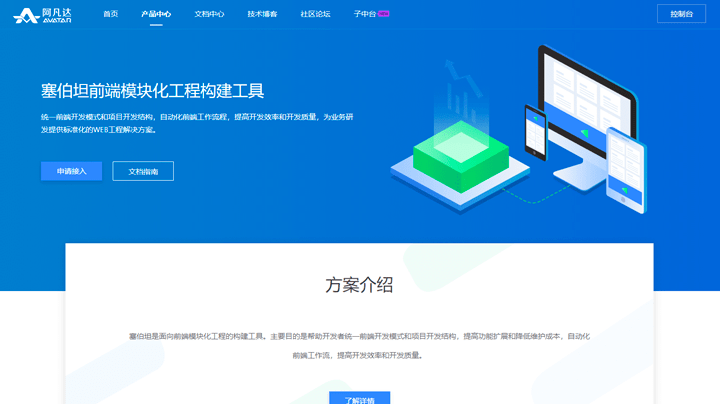 网凡达
AVATAR
首页
产品中心
文档中心
技术博客
社区论坛
子中台
控制台
塞伯坦前端模块化工程构建工具
统一前端开发模式和项目开发结构，自动化前端工作流程，提高开发效率和开发质量，为业务研
发提供标准化的WEB工程解决方案。
申请接入
文档指南
方案介绍
塞伯坦是面向前端模块化工程的构建工具。主要目的是帮助开发者统一前端开发模式和项目开发结构，提高功能扩展和降低维护成本，自动化
前端工作流，提高开发效率和开发质量。
了解详情